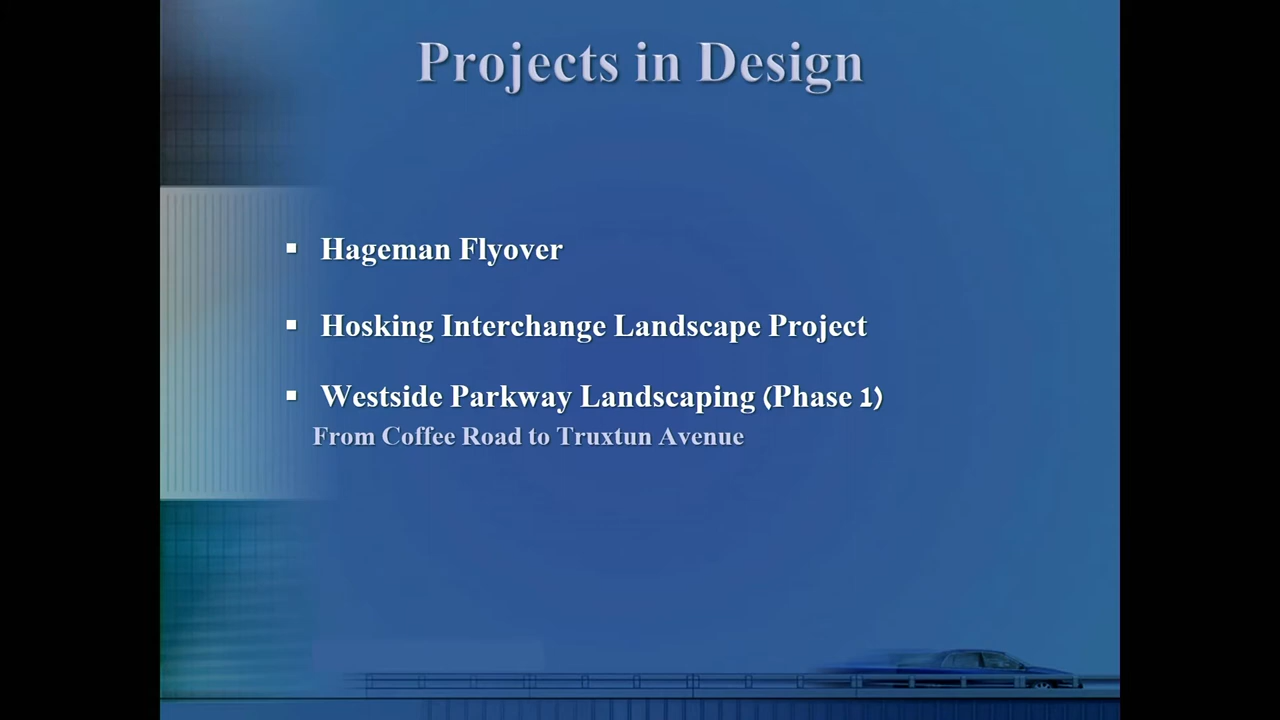 Projects in Design
▪ Hageman Flyover
▪ Hosking Interchange Landscape Project
▪ Westside Parkway Landscaping (Phase 1)
From Coffee Road to Truxtun Avenue